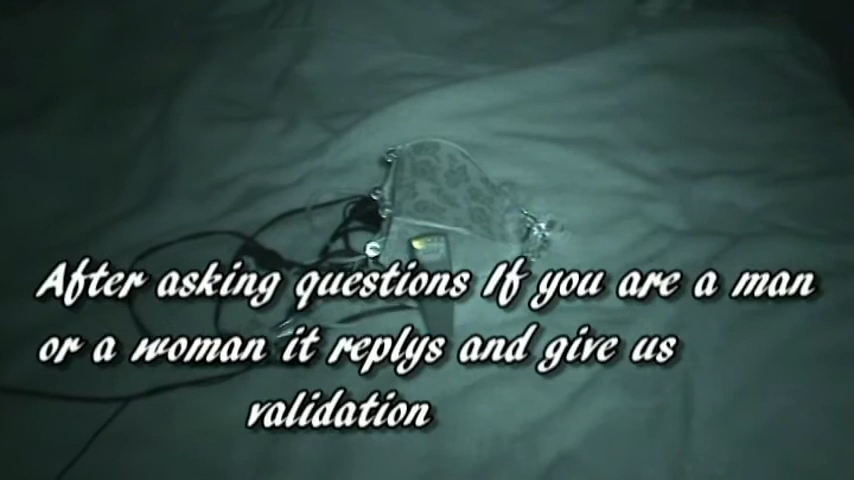 After asking questions If you are a man
or a woman it replys and give us
validation